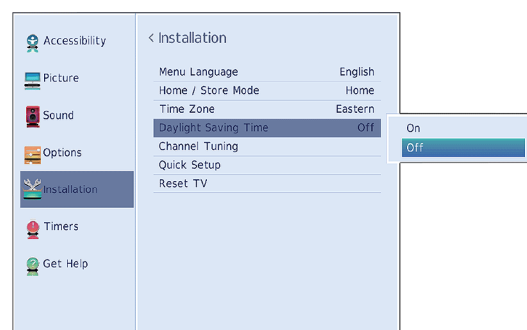 Accessibility
Picture
Sound
Options
Installation
Timers
Get Help
< Installation
Menu Language English
Home / Store Mode Home
Time Zone Eastern
Daylight Saving Time Off
Channel Tuning
Quick Setup
Reset TV
On
Off